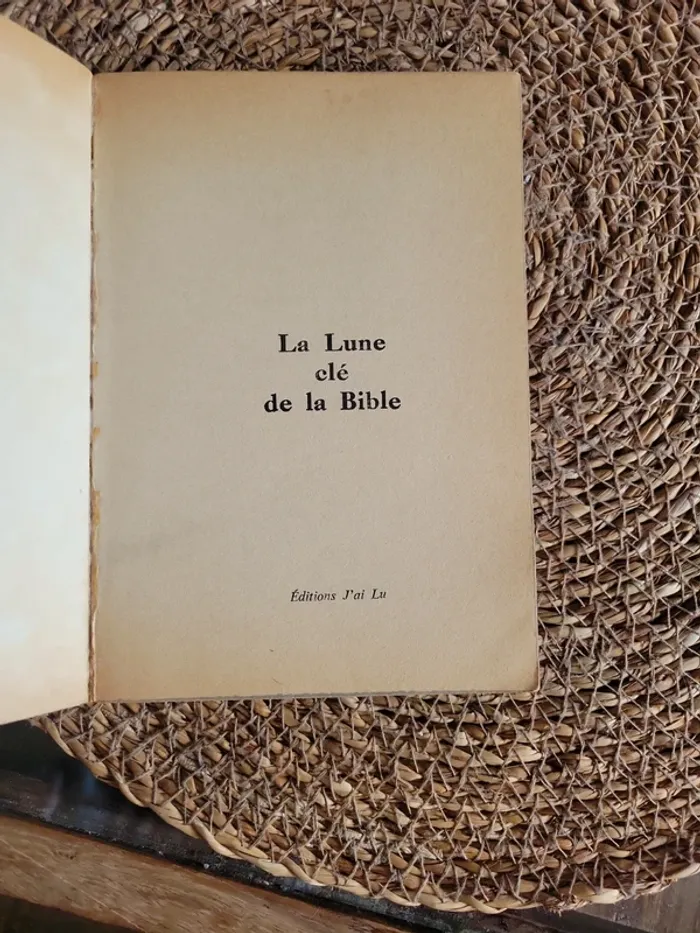 La Lune
clé
de la Bible
Éditions J'ai Lu